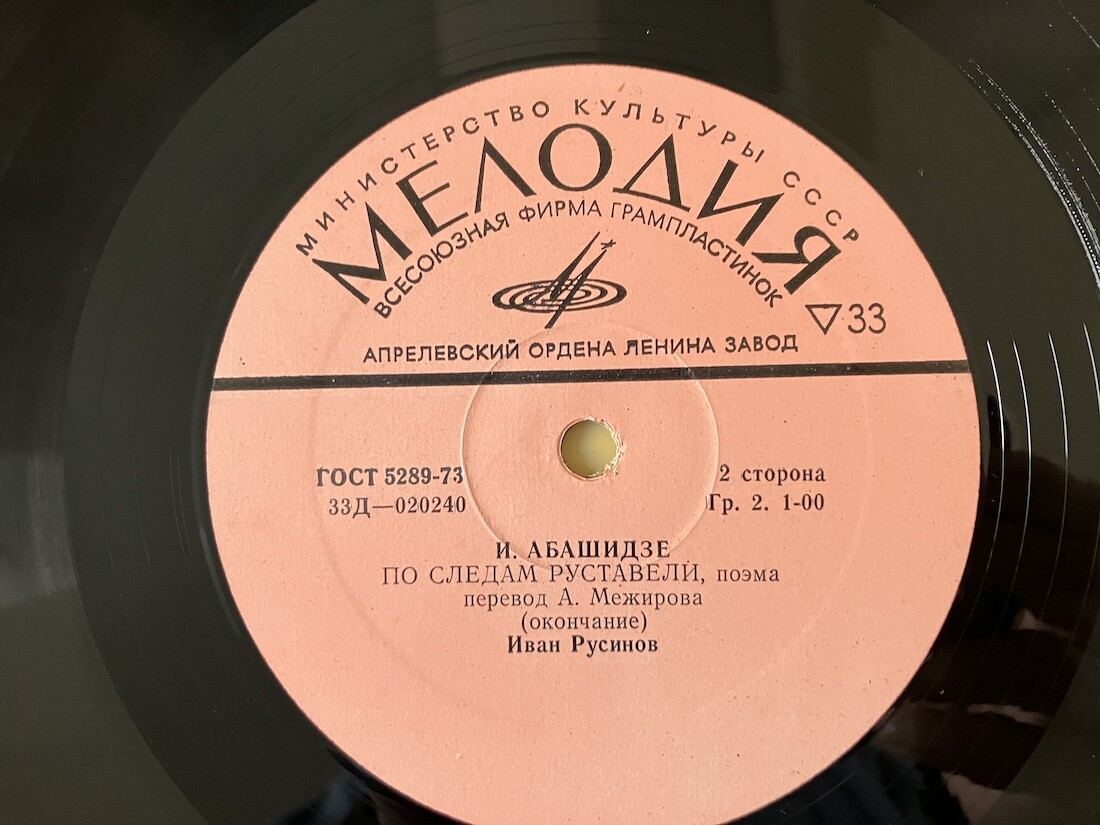 МИНИСТЕРСТВО КУЛЬТУРЫ СССР
МЕЛОДИЯ
ВСЕСОЮЗНАЯ ФИРМА ГРАМПЛАСТИНОК
33
АПРЕЛЕВСКИЙ ОРДЕНА ЛЕНИНА ЗАВОД
ГОСТ 5289-73
33Д—020240
2 сторона
Гр. 2. 1-00
И. АБАШИДЗЕ
ПО СЛЕДАМ РУСТАВЕЛИ, поэма
перевод А. Межирова
(окончание)
Иван Русинов